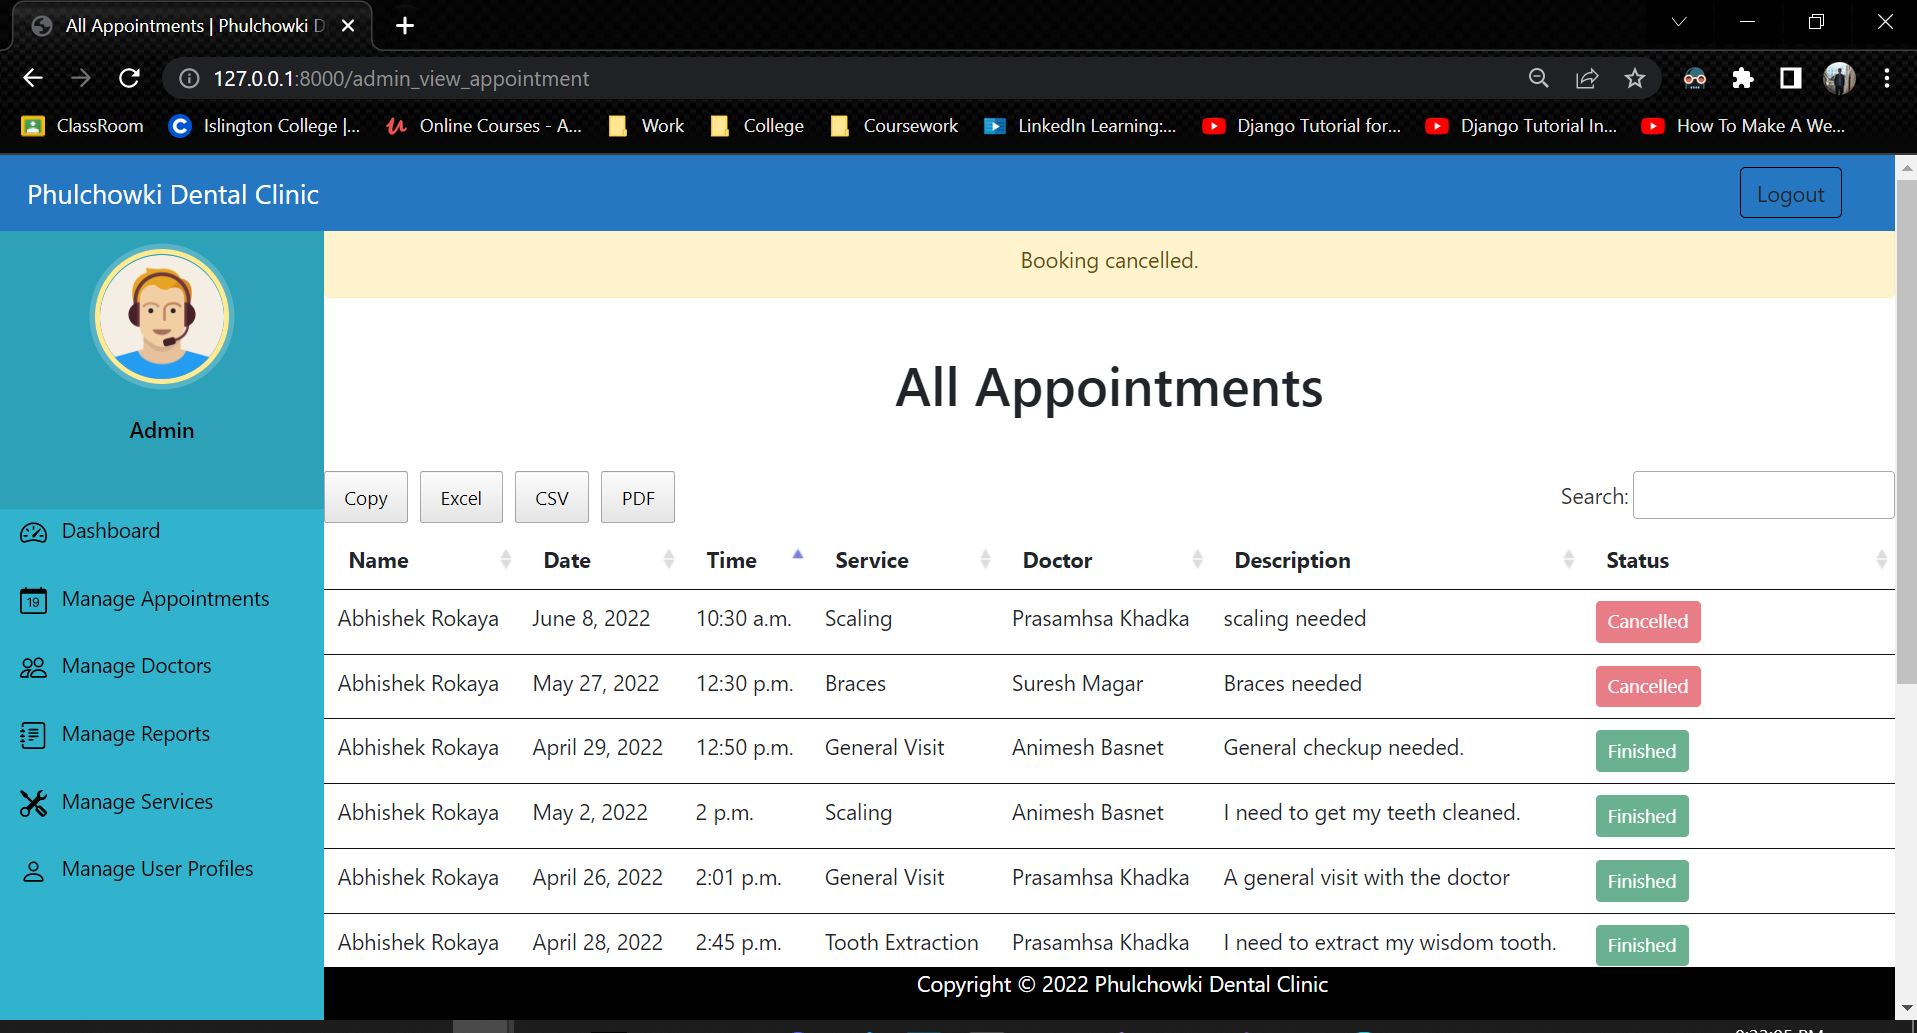 All Appointments | Phulchowki D
127.0.0.1:8000/admin_view_appointment
ClassRoom Islington College |... Online Courses - A... Work College Coursework LinkedIn Learning:... Django Tutorial for... Django Tutorial In... How To Make A We...
Phulchowki Dental Clinic Logout
Booking cancelled.
Admin
Dashboard
19 Manage Appointments
Manage Doctors
Manage Reports
Manage Services
Manage User Profiles
All Appointments
Copy Excel CSV PDF Search:
Name Date Time Service Doctor Description Status
Abhishek Rokaya June 8, 2022 10:30 a.m. Scaling Prasamhsa Khadka scaling needed Cancelled
Abhishek Rokaya May 27, 2022 12:30 p.m. Braces Suresh Magar Braces needed Cancelled
Abhishek Rokaya April 29, 2022 12:50 p.m. General Visit Animesh Basnet General checkup needed. Finished
Abhishek Rokaya May 2, 2022 2 p.m. Scaling Animesh Basnet I need to get my teeth cleaned. Finished
Abhishek Rokaya April 26, 2022 2:01 p.m. General Visit Prasamhsa Khadka A general visit with the doctor Finished
Abhishek Rokaya April 28, 2022 2:45 p.m. Tooth Extraction Prasamhsa Khadka I need to extract my wisdom tooth. Finished
Copyright © 2022 Phulchowki Dental Clinic